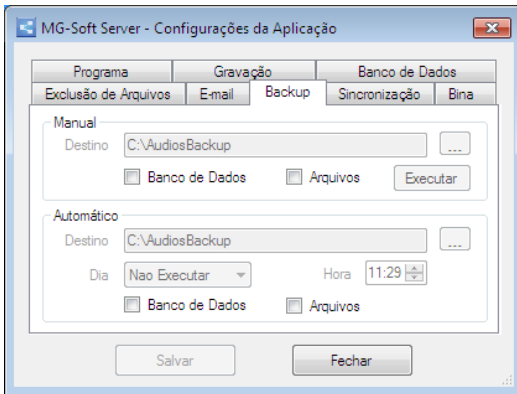 MG-Soft Server - Configurações da Aplicação
Programa Gravação Banco de Dados
Exclusão de Arquivos E-mail Backup Sincronização Bina
Manual
Destino C:\AudiosBackup ...
Banco de Dados Arquivos Executar
Automático
Destino C:\AudiosBackup ...
Dia Nao Executar Hora 11:29
Banco de Dados Arquivos
Salvar Fechar